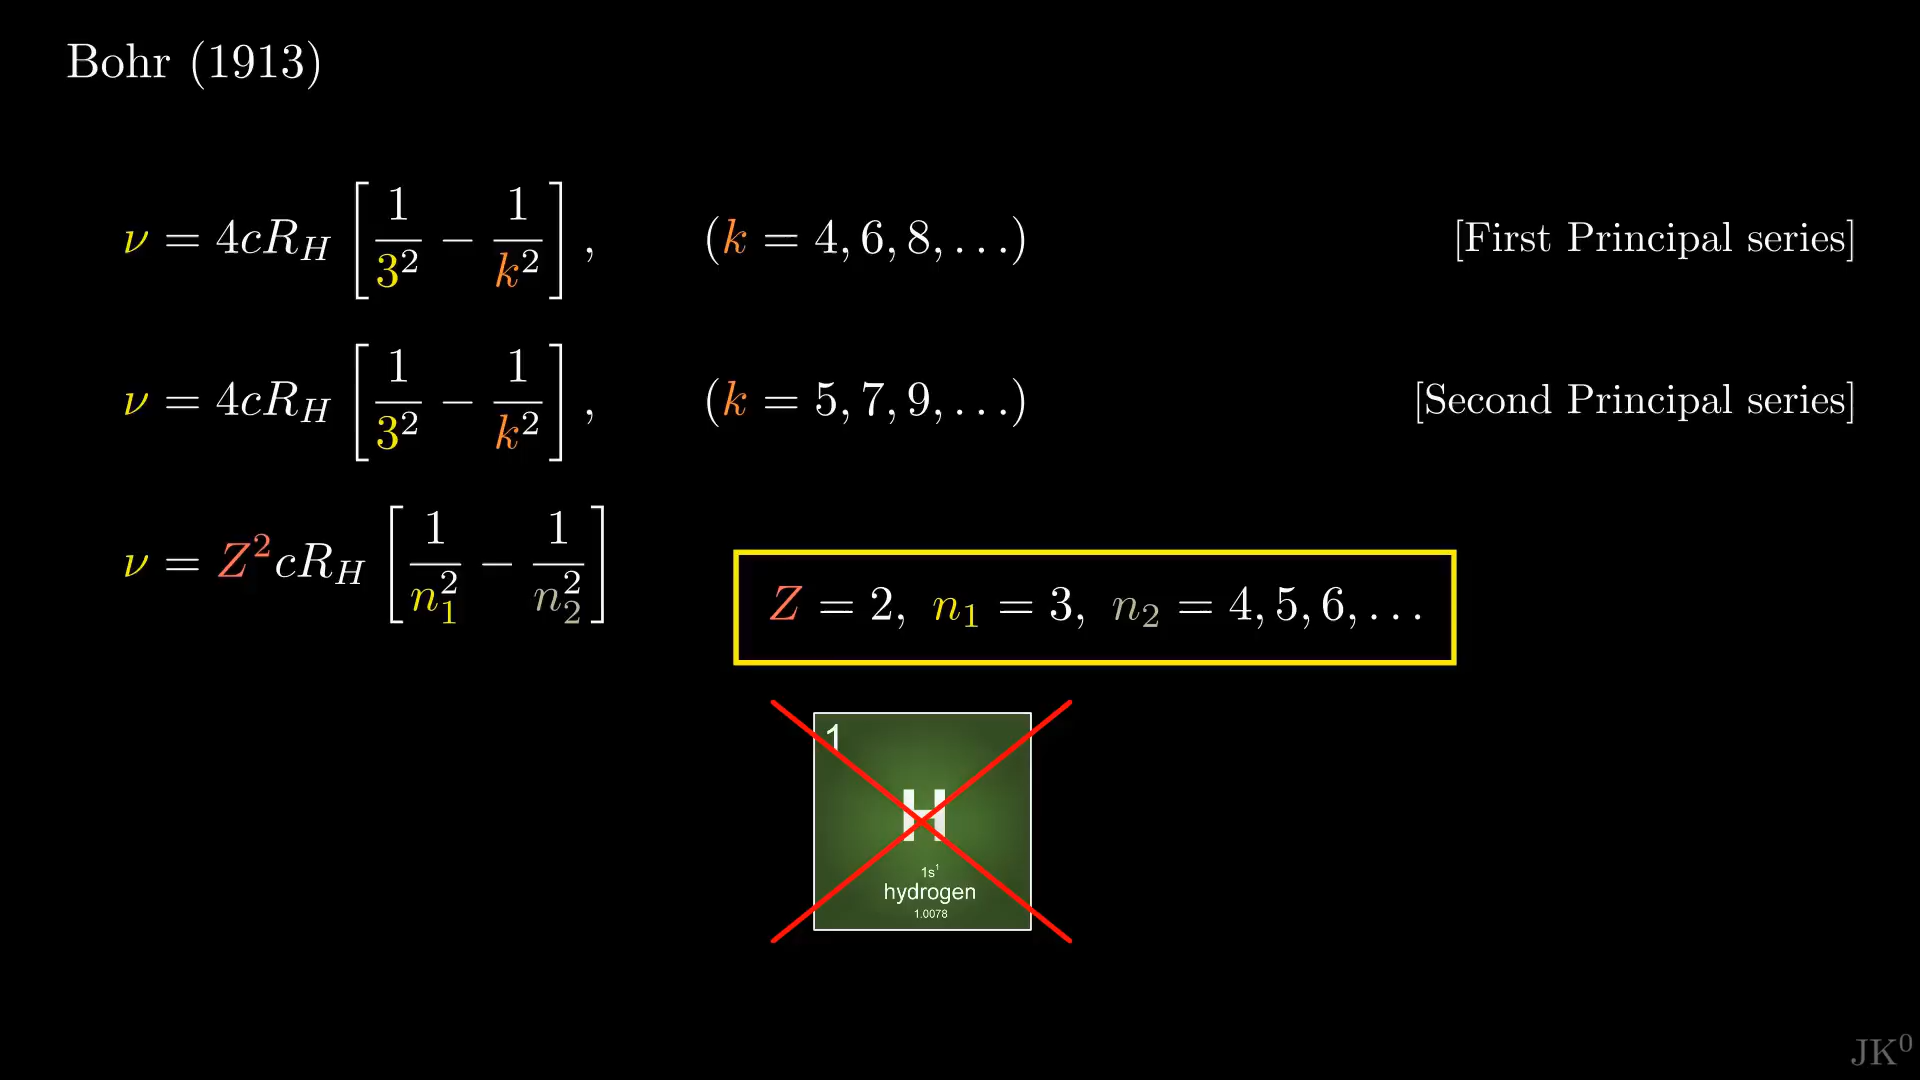 Bohr (1913)
ν = 4cR_H [1/3² − 1/k²], (k = 4, 6, 8, ...) [First Principal series]
ν = 4cR_H [1/3² − 1/k²], (k = 5, 7, 9, ...) [Second Principal series]
ν = Z²cR_H [1/n₁² − 1/n₂²]
Z = 2, n₁ = 3, n₂ = 4, 5, 6, ...
1
H
1s¹
hydrogen
1.0078
JK⁰